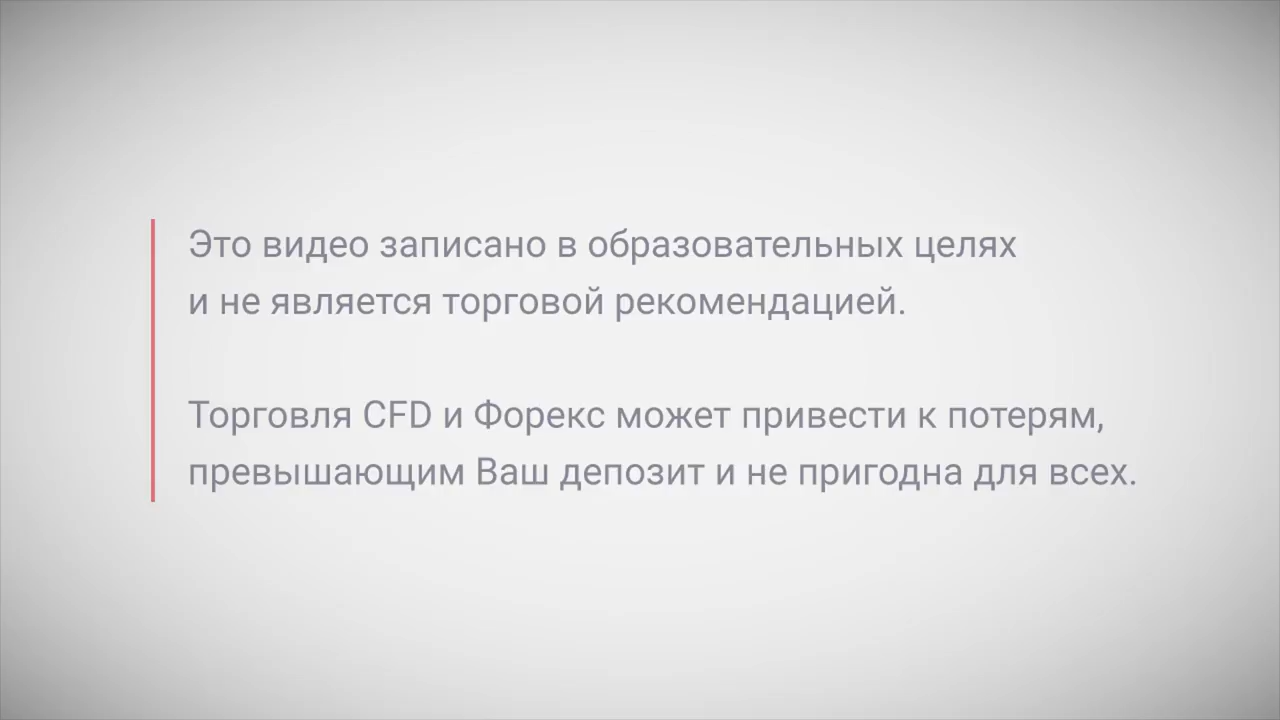 Это видео записано в образовательных целях
и не является торговой рекомендацией.
Торговля CFD и Форекс может привести к потерям,
превышающим Ваш депозит и не пригодна для всех.